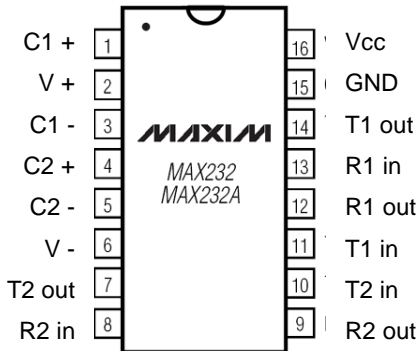 C1 + 1 16 Vcc
V + 2 15 GND
C1 - 3 MAXIM 14 T1 out
C2 + 4 MAX232 13 R1 in
C2 - 5 MAX232A 12 R1 out
V - 6 11 T1 in
T2 out 7 10 T2 in
R2 in 8 9 R2 out